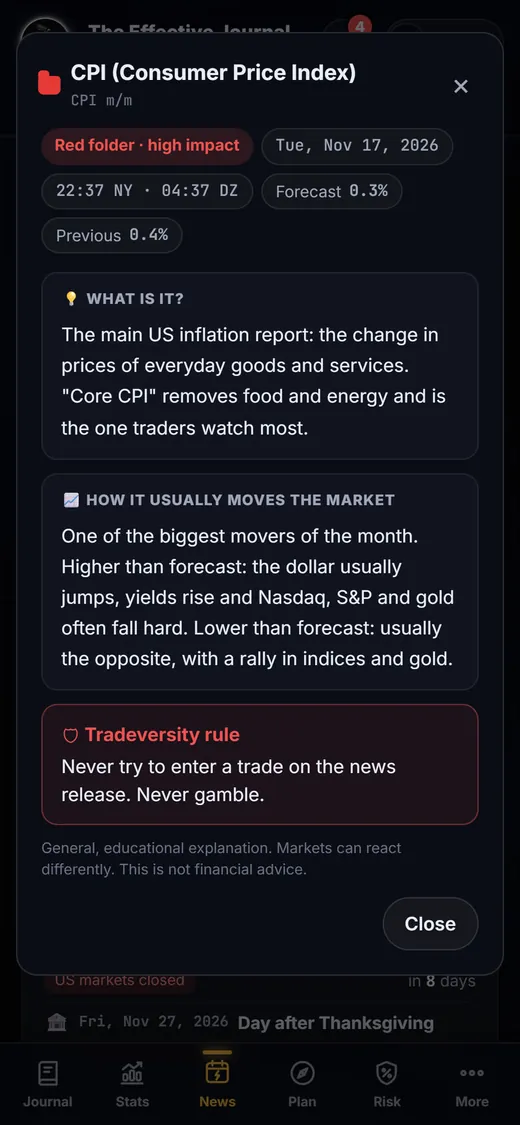 The Effective Journal
4
CPI (Consumer Price Index)
CPI m/m
Red folder · high impact
Tue, Nov 17, 2026
22:37 NY · 04:37 DZ
Forecast 0.3%
Previous 0.4%
WHAT IS IT?
The main US inflation report: the change in
prices of everyday goods and services.
"Core CPI" removes food and energy and is
the one traders watch most.
HOW IT USUALLY MOVES THE MARKET
One of the biggest movers of the month.
Higher than forecast: the dollar usually
jumps, yields rise and Nasdaq, S&P and gold
often fall hard. Lower than forecast: usually
the opposite, with a rally in indices and gold.
Tradeversity rule
Never try to enter a trade on the news
release. Never gamble.
General, educational explanation. Markets can react
differently. This is not financial advice.
Close
US markets closed
in 8 days
Fri, Nov 27, 2026 Day after Thanksgiving
Journal
Stats
News
Plan
Risk
More